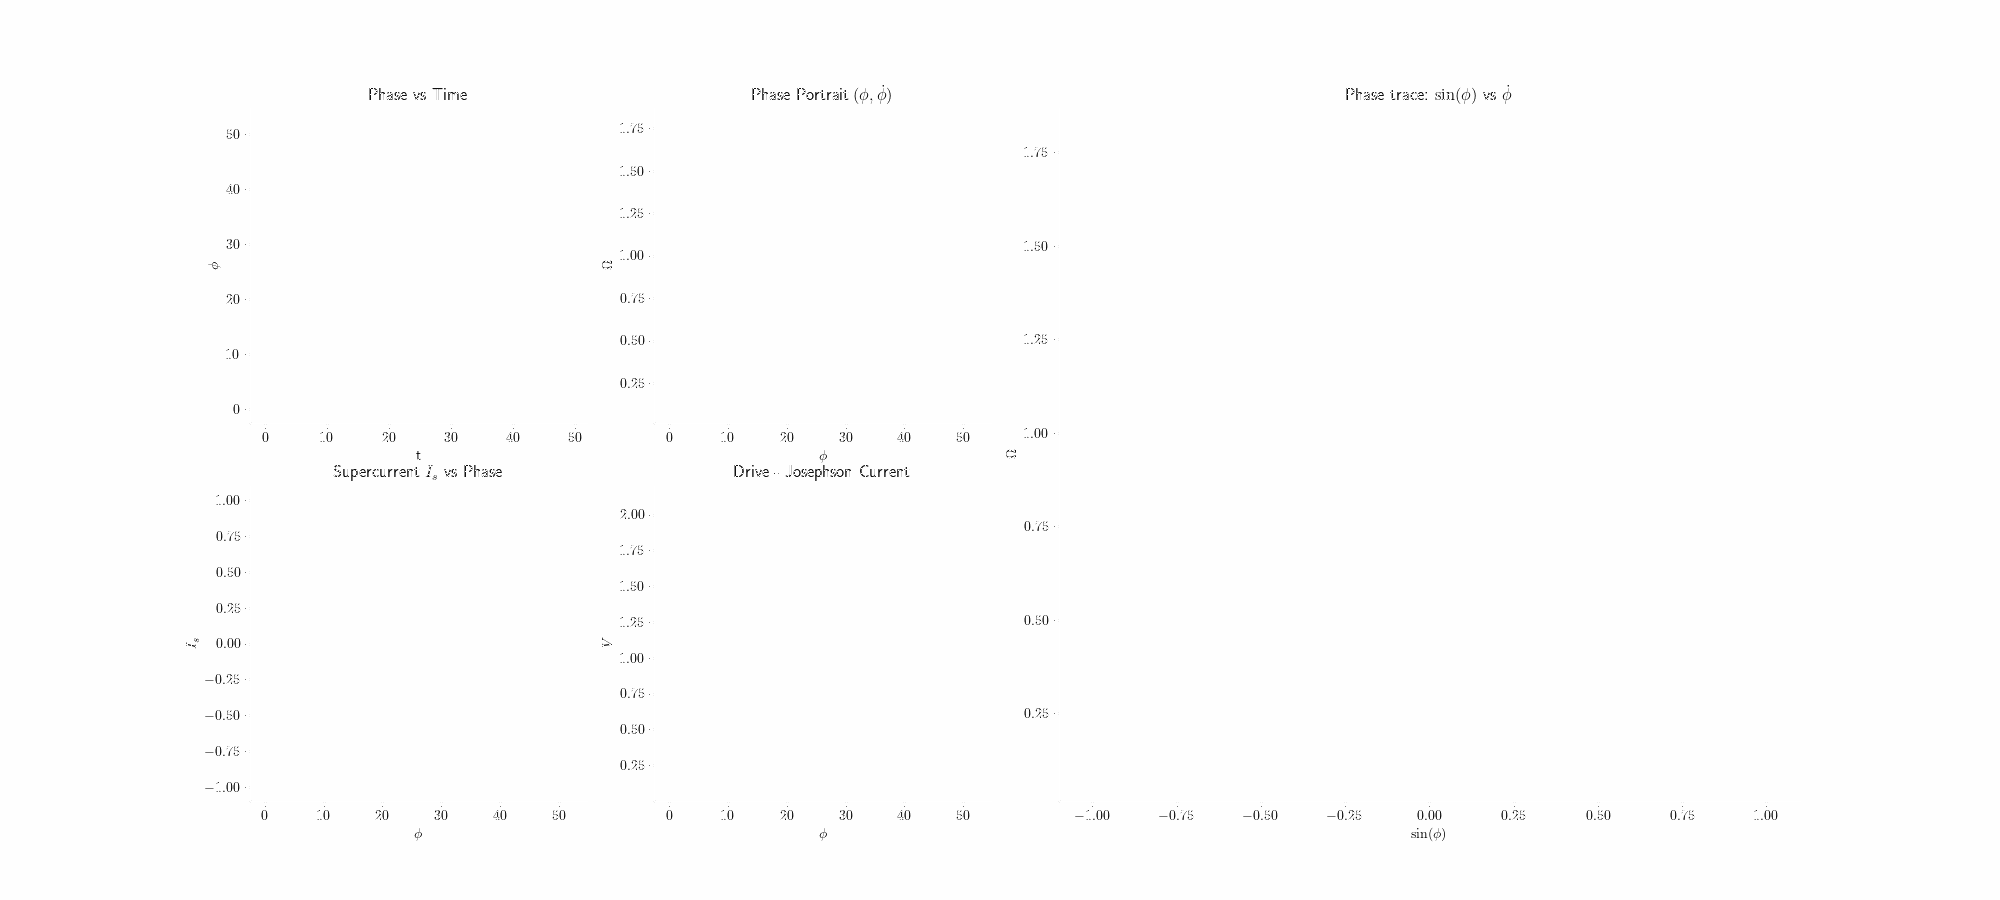 Phase vs Time
50
40
30
20
10
0
ϕ
0 10 20 30 40 50
t
Phase Portrait (ϕ, ϕ̇)
1.75
1.50
1.25
1.00
0.75
0.50
0.25
Ω
0 10 20 30 40 50
ϕ
Supercurrent Iₛ vs Phase
1.00
0.75
0.50
0.25
0.00
−0.25
−0.50
−0.75
−1.00
Iₛ
0 10 20 30 40 50
ϕ
Drive - Josephson Current
2.00
1.75
1.50
1.25
1.00
0.75
0.50
0.25
V
0 10 20 30 40 50
ϕ
Phase trace: sin(ϕ) vs ϕ̇
1.75
1.50
1.25
1.00
0.75
0.50
0.25
Ω
−1.00 −0.75 −0.50 −0.25 0.00 0.25 0.50 0.75 1.00
sin(ϕ)